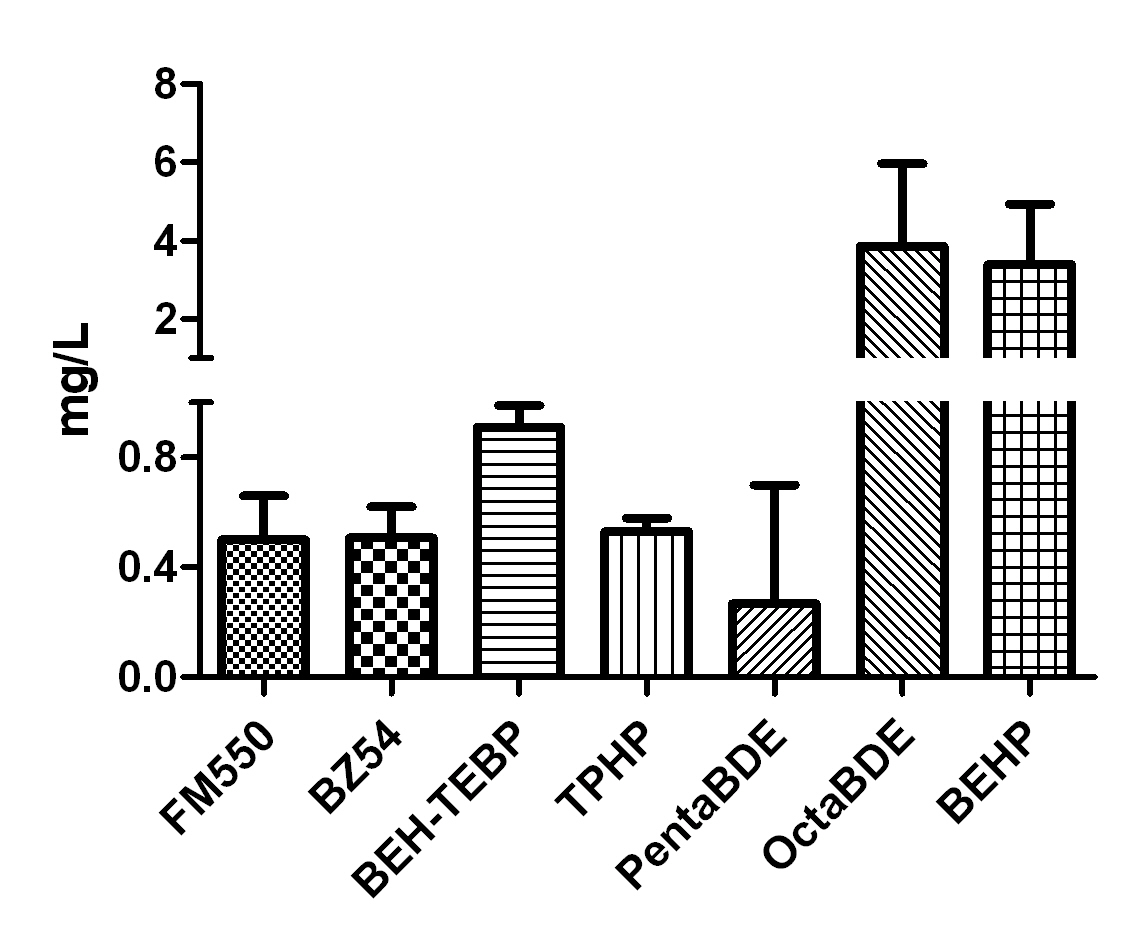 8
6
4
2
mg/L
0.8
0.4
0.0
FM550
BZ54
BEH-TEBP
TPHP
PentaBDE
OctaBDE
BEHP